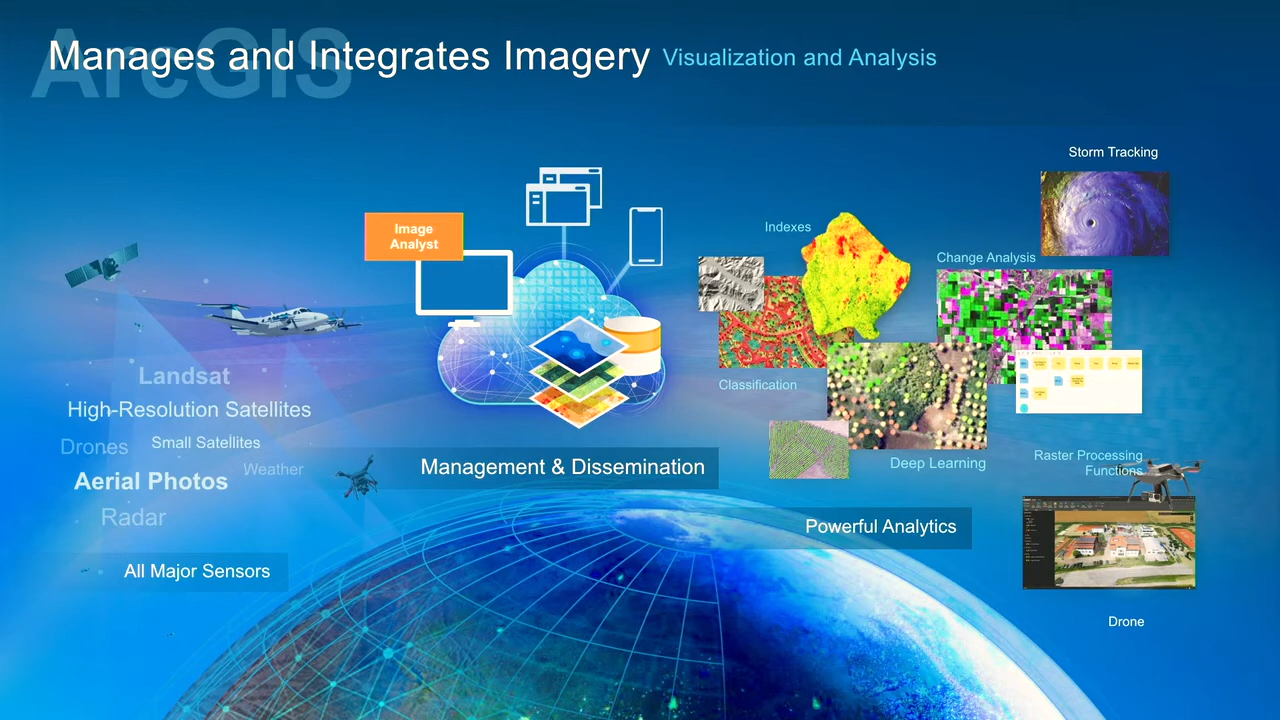 ArcGIS
Manages and Integrates Imagery Visualization and Analysis
Storm Tracking
Image
Analyst
Indexes
Change Analysis
Landsat
High-Resolution Satellites
Drones
Small Satellites
Weather
Aerial Photos
Radar
All Major Sensors
Management & Dissemination
Classification
Deep Learning
Raster Processing
Functions
Powerful Analytics
Drone